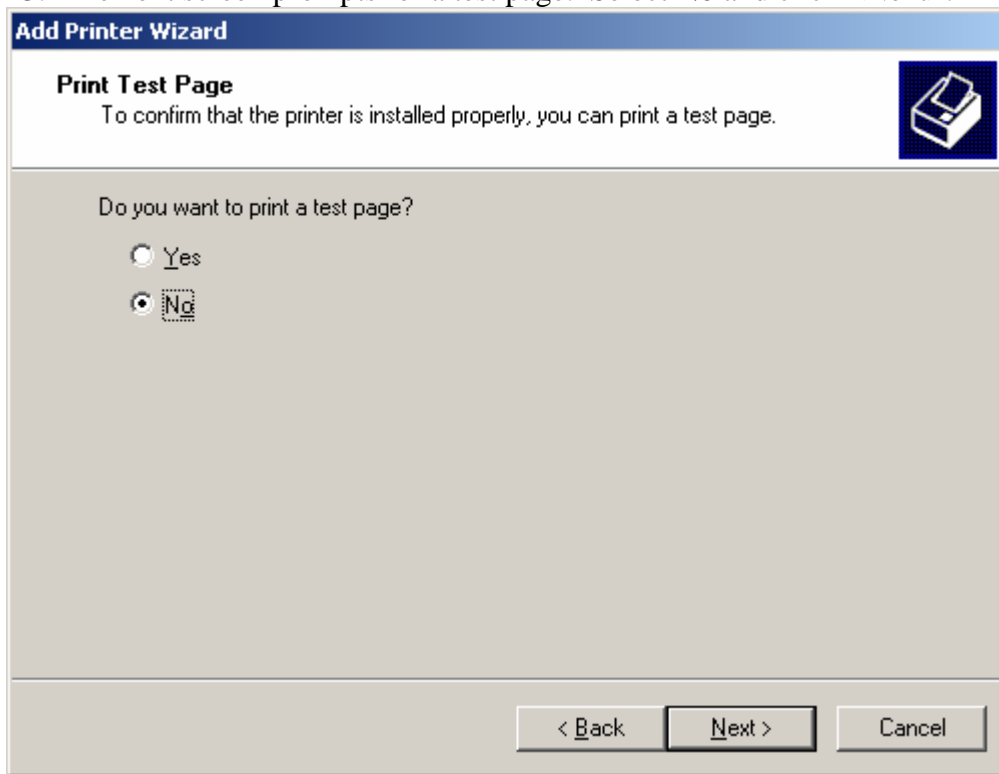 Add Printer Wizard
Print Test Page
To confirm that the printer is installed properly, you can print a test page.
Do you want to print a test page?
Yes
No
< Back Next > Cancel